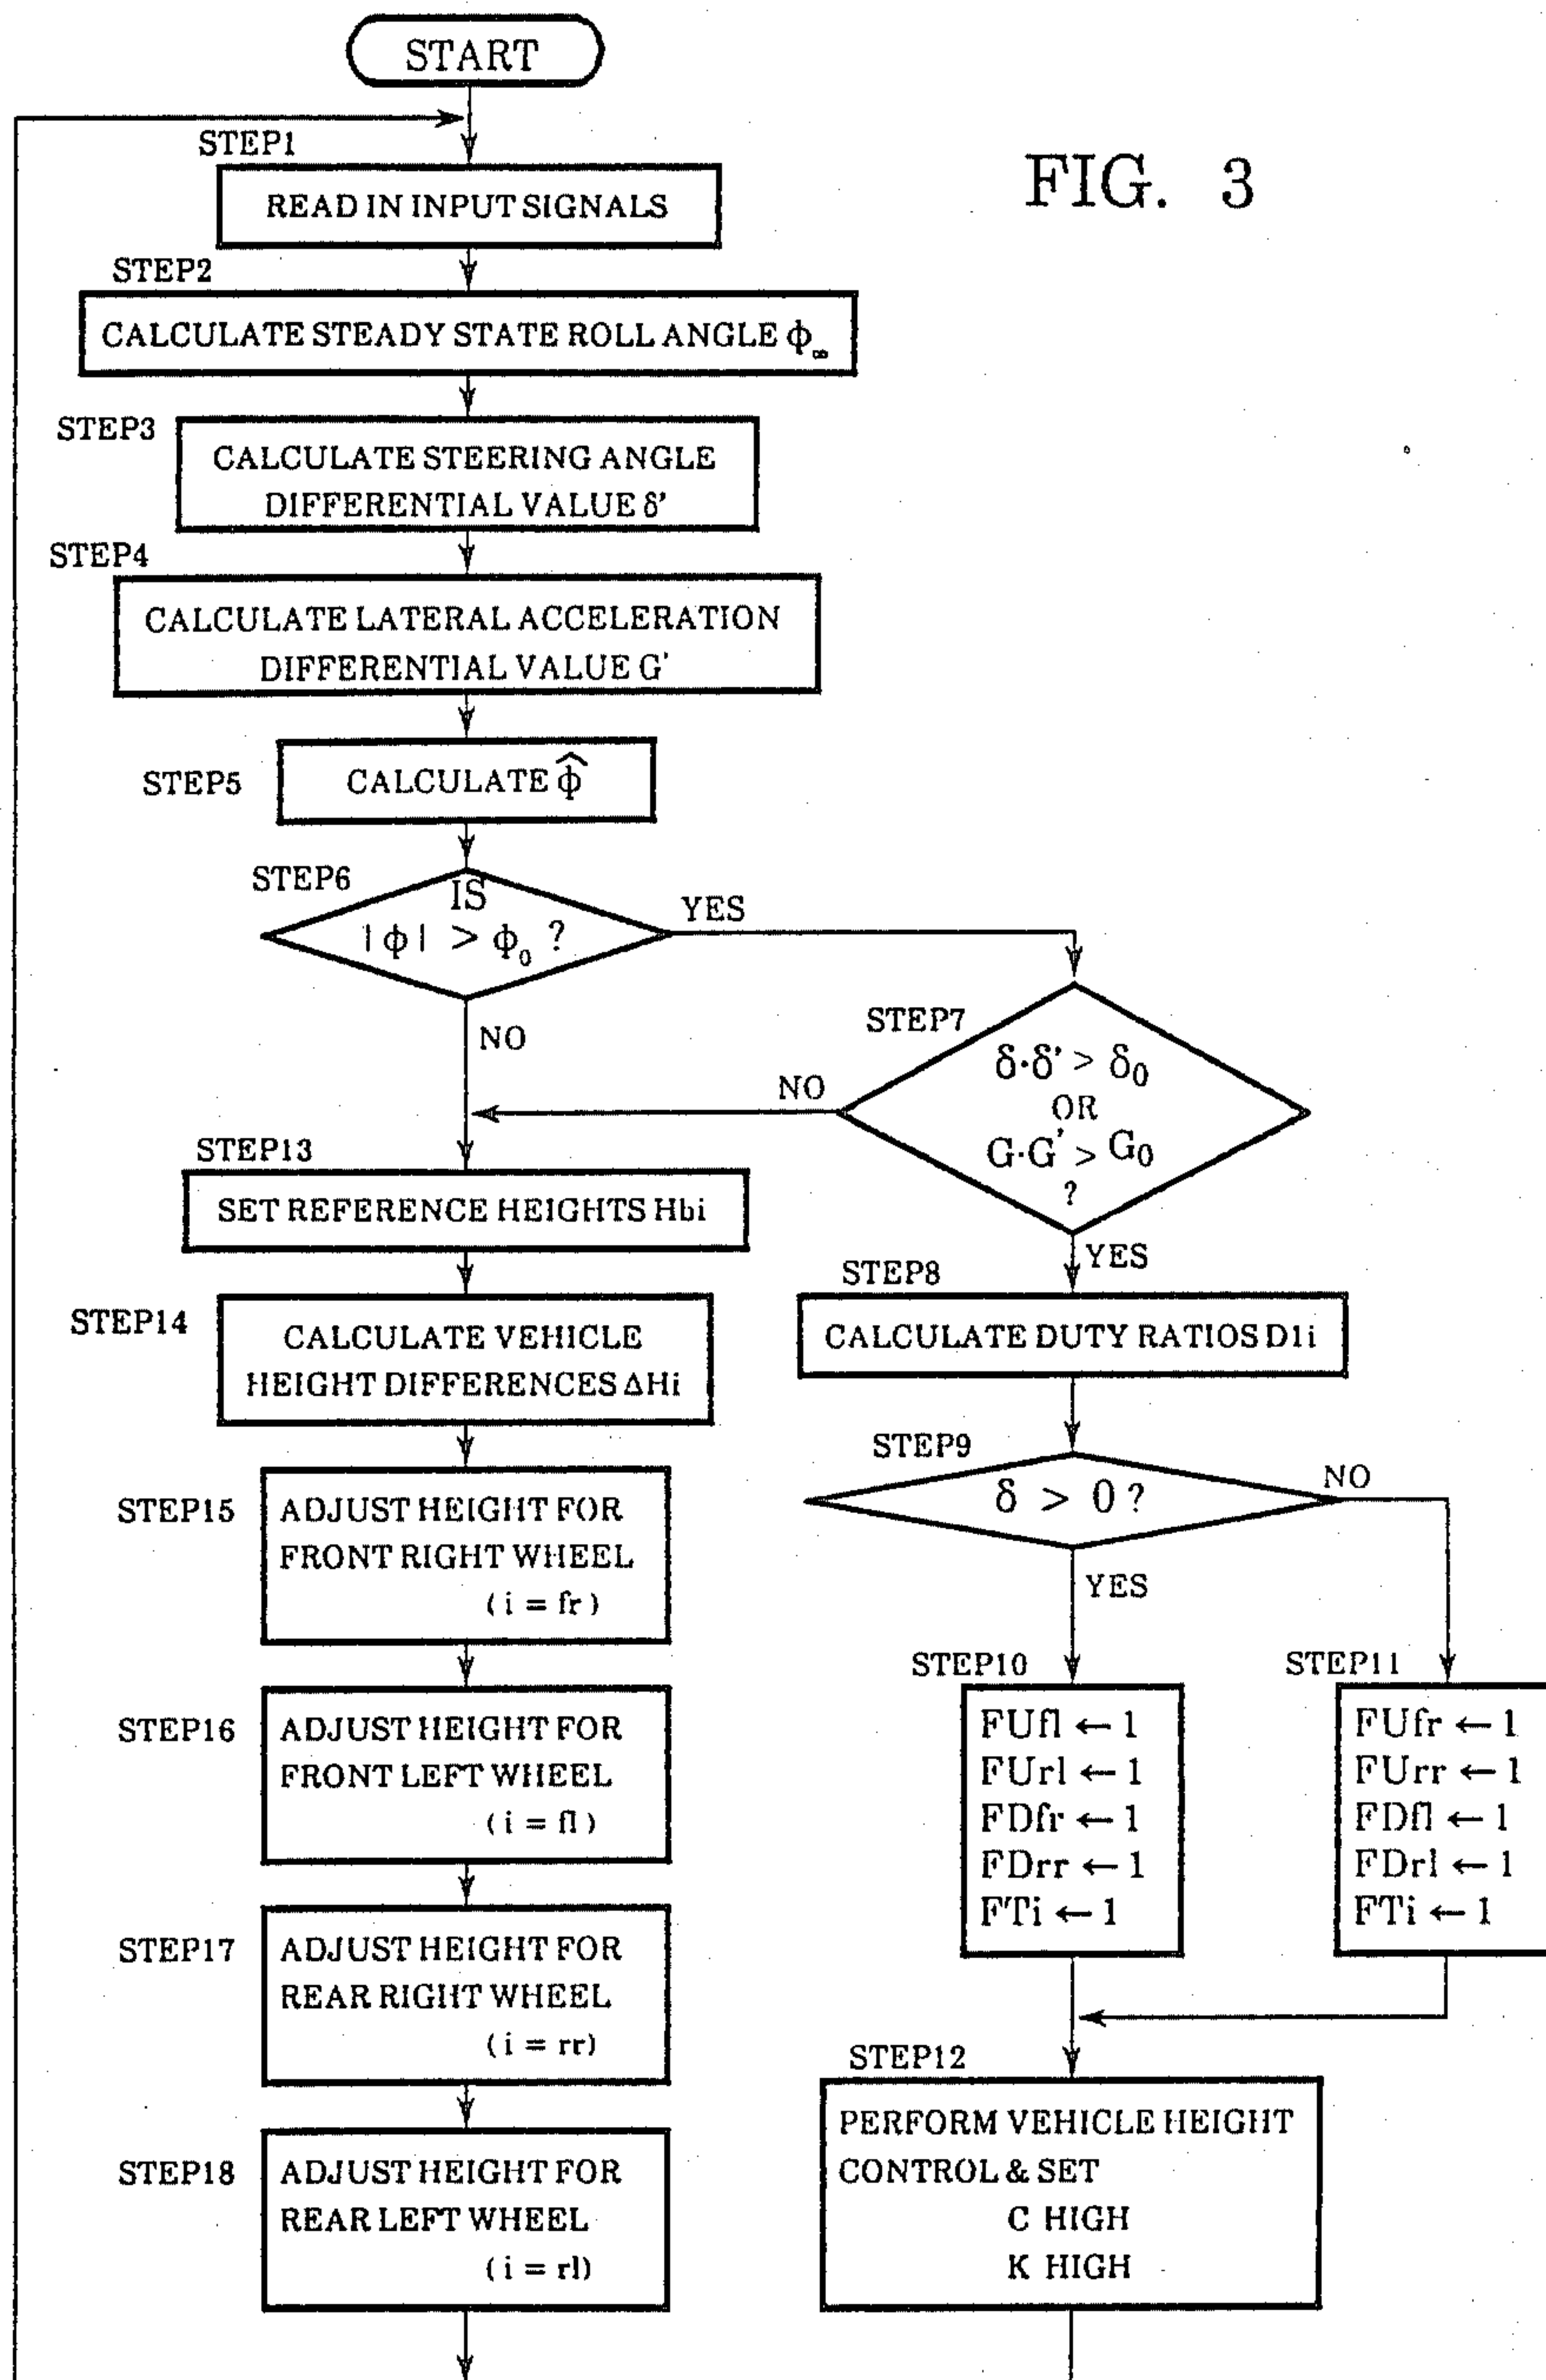 START
FIG. 3
STEP1
READ IN INPUT SIGNALS
STEP2
CALCULATE STEADY STATE ROLL ANGLE ϕ∞
STEP3
CALCULATE STEERING ANGLE
DIFFERENTIAL VALUE δ'
STEP4
CALCULATE LATERAL ACCELERATION
DIFFERENTIAL VALUE G'
STEP5
CALCULATE ϕ̂
STEP6
IS
|ϕ| > ϕ₀ ?
YES
NO
STEP7
δ·δ' > δ₀
OR
G·G' > G₀
?
NO
YES
STEP8
CALCULATE DUTY RATIOS D1i
STEP9
δ > 0 ?
NO
YES
STEP10
FUfl ← 1
FUrl ← 1
FDfr ← 1
FDrr ← 1
FTi ← 1
STEP11
FUfr ← 1
FUrr ← 1
FDfl ← 1
FDrl ← 1
FTi ← 1
STEP12
PERFORM VEHICLE HEIGHT
CONTROL & SET
C HIGH
K HIGH
STEP13
SET REFERENCE HEIGHTS Hbi
STEP14
CALCULATE VEHICLE
HEIGHT DIFFERENCES ΔHi
STEP15
ADJUST HEIGHT FOR
FRONT RIGHT WHEEL
(i = fr)
STEP16
ADJUST HEIGHT FOR
FRONT LEFT WHEEL
(i = fl)
STEP17
ADJUST HEIGHT FOR
REAR RIGHT WHEEL
(i = rr)
STEP18
ADJUST HEIGHT FOR
REAR LEFT WHEEL
(i = rl)